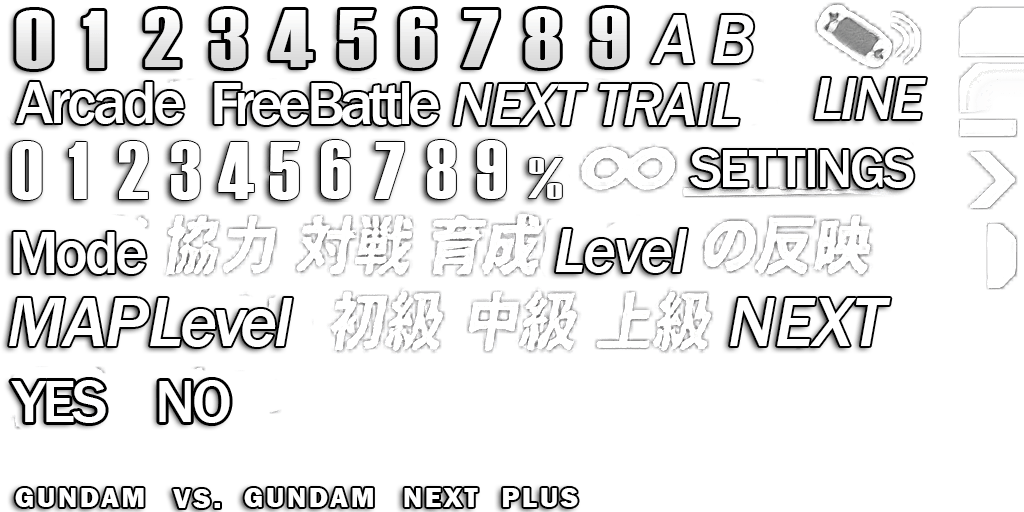 0 1 2 3 4 5 6 7 8 9 A B
Arcade FreeBattle NEXT TRAIL LINE
0 1 2 3 4 5 6 7 8 9 % ∞ SETTINGS
Mode 協力 対戦 育成 Level の反映
MAPLevel 初級 中級 上級 NEXT
YES NO
GUNDAM VS. GUNDAM NEXT PLUS